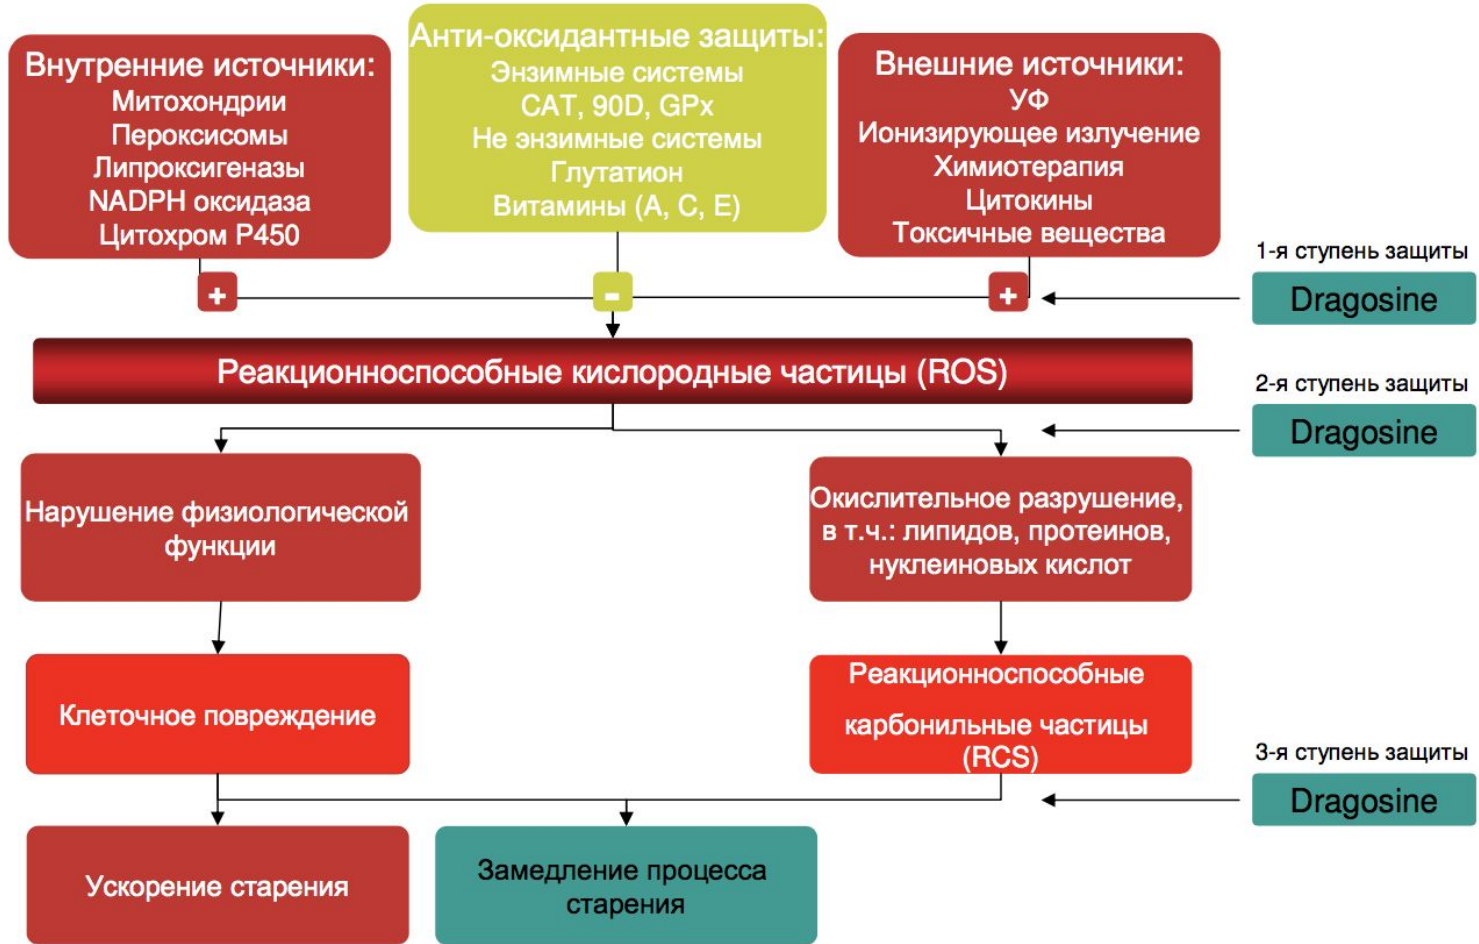 Внутренние источники:
Митохондрии
Пероксисомы
Липроксигеназы
NADPH оксидаза
Цитохром P450
Анти-оксидантные защиты:
Энзимные системы
CAT, 90D, GPx
Не энзимные системы
Глутатион
Витамины (А, С, Е)
Внешние источники:
УФ
Ионизирующее излучение
Химиотерапия
Цитокины
Токсичные вещества
+
-
+
1-я ступень защиты
Dragosine
Реакционноспособные кислородные частицы (ROS)
2-я ступень защиты
Dragosine
Нарушение физиологической
функции
Окислительное разрушение,
в т.ч.: липидов, протеинов,
нуклеиновых кислот
Клеточное повреждение
Реакционноспособные
карбонильные частицы
(RCS)
3-я ступень защиты
Dragosine
Ускорение старения
Замедление процесса
старения